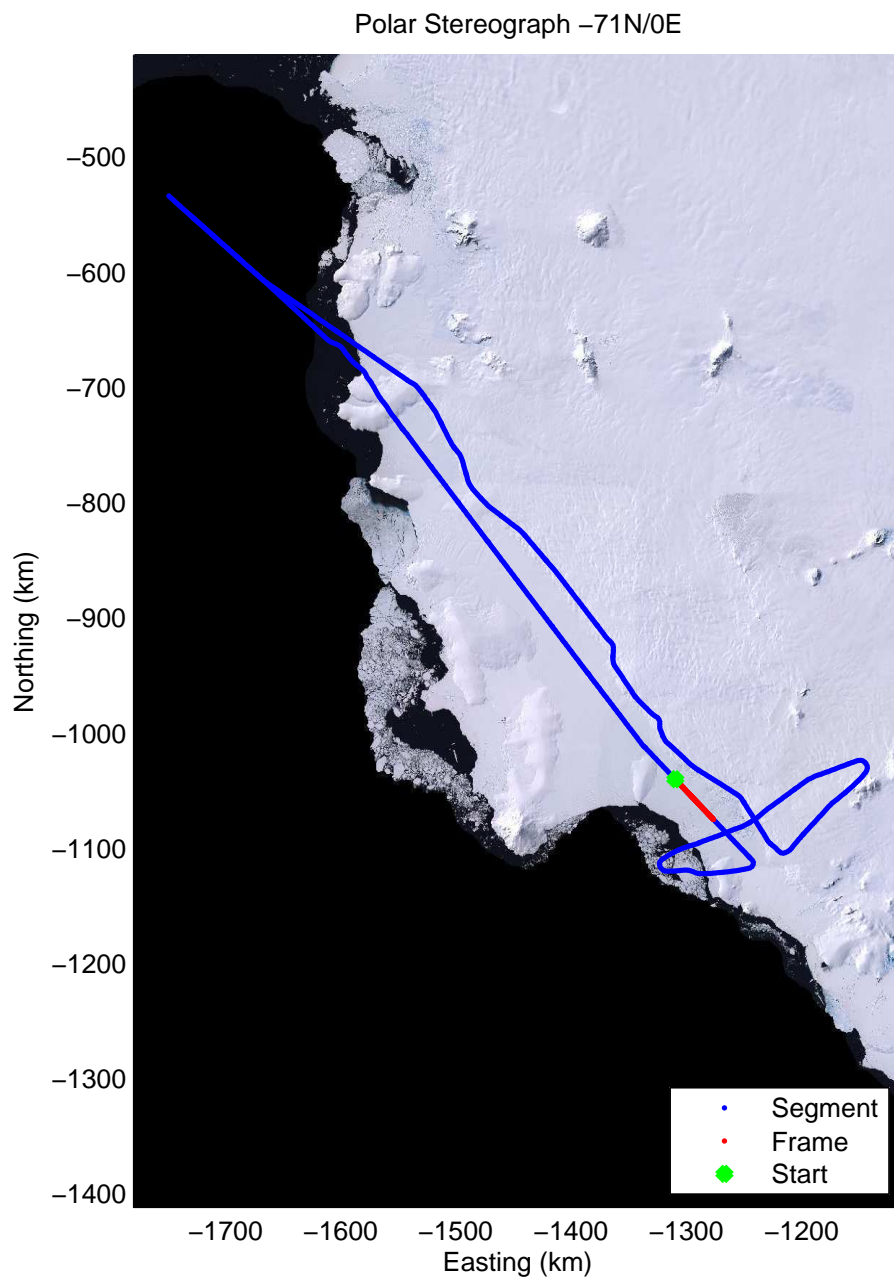 Polar Stereograph −71N/0E
Northing (km)
−500
−600
−700
−800
−900
−1000
−1100
−1200
−1300
−1400
−1700 −1600 −1500 −1400 −1300 −1200
Easting (km)
Segment
Frame
Start